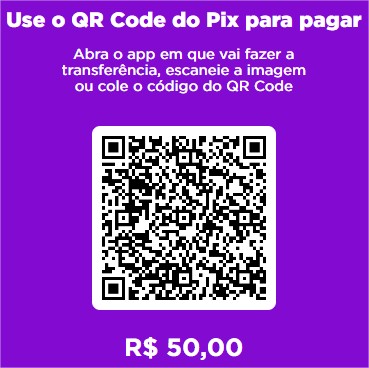 Use o QR Code do Pix para pagar
Abra o app em que vai fazer a
transferência, escaneie a imagem
ou cole o código do QR Code
R$ 50,00